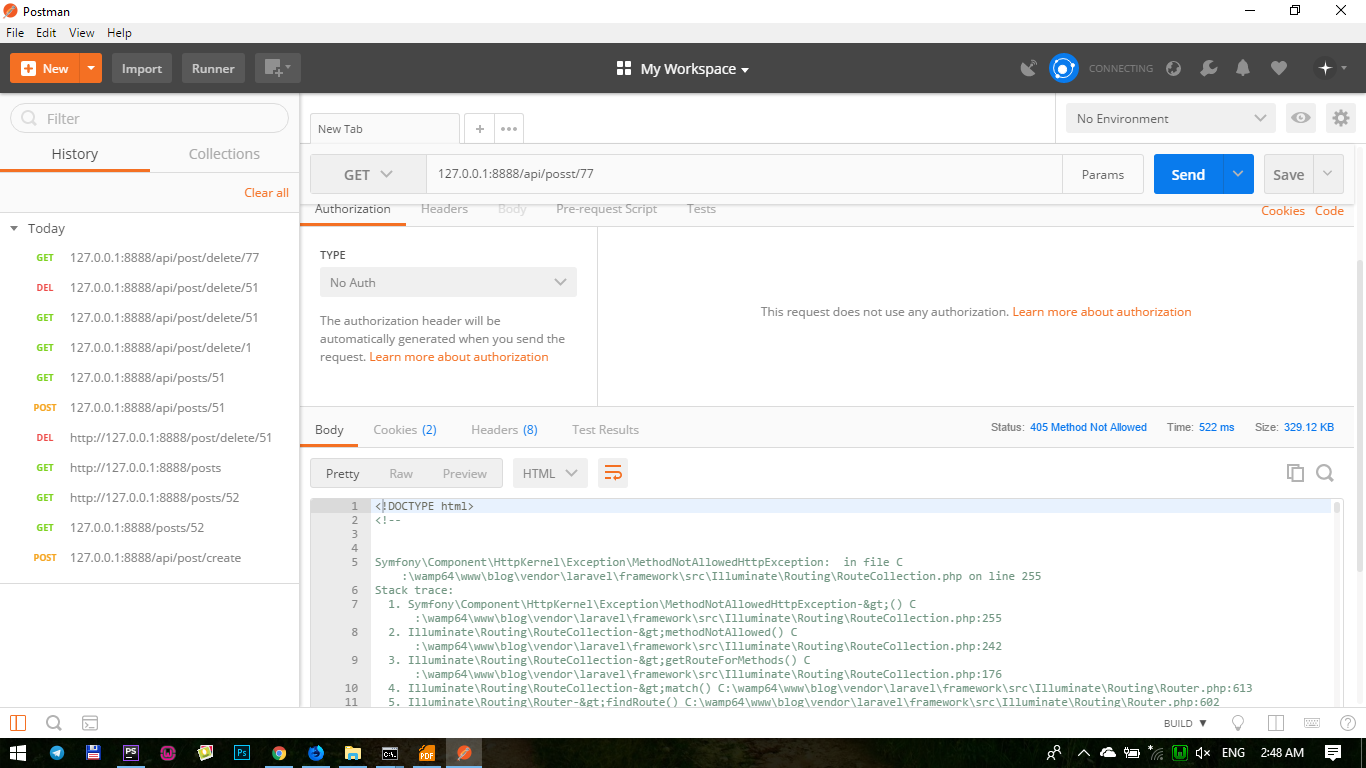 Postman
File Edit View Help
New Import Runner My Workspace CONNECTING
Filter
History Collections
Clear all
Today
GET 127.0.0.1:8888/api/post/delete/77
DEL 127.0.0.1:8888/api/post/delete/51
GET 127.0.0.1:8888/api/post/delete/51
GET 127.0.0.1:8888/api/post/delete/1
GET 127.0.0.1:8888/api/posts/51
POST 127.0.0.1:8888/api/posts/51
DEL http://127.0.0.1:8888/post/delete/51
GET http://127.0.0.1:8888/posts
GET http://127.0.0.1:8888/posts/52
GET 127.0.0.1:8888/posts/52
POST 127.0.0.1:8888/api/post/create
New Tab + •••
No Environment
GET 127.0.0.1:8888/api/posst/77 Params Send Save
Authorization Headers Body Pre-request Script Tests Cookies Code
TYPE
No Auth
The authorization header will be
automatically generated when you send the
request. Learn more about authorization
This request does not use any authorization. Learn more about authorization
Body Cookies (2) Headers (8) Test Results Status: 405 Method Not Allowed Time: 522 ms Size: 329.12 KB
Pretty Raw Preview HTML
1 <!DOCTYPE html>
2 <!--
3
4
5 Symfony\Component\HttpKernel\Exception\MethodNotAllowedHttpException:  in file C
:\wamp64\www\blog\vendor\laravel\framework\src\Illuminate\Routing\RouteCollection.php on line 255
6 Stack trace:
7 1. Symfony\Component\HttpKernel\Exception\MethodNotAllowedHttpException-&gt;() C
:\wamp64\www\blog\vendor\laravel\framework\src\Illuminate\Routing\RouteCollection.php:255
8 2. Illuminate\Routing\RouteCollection-&gt;methodNotAllowed() C
:\wamp64\www\blog\vendor\laravel\framework\src\Illuminate\Routing\RouteCollection.php:242
9 3. Illuminate\Routing\RouteCollection-&gt;getRouteForMethods() C
:\wamp64\www\blog\vendor\laravel\framework\src\Illuminate\Routing\RouteCollection.php:176
10 4. Illuminate\Routing\RouteCollection-&gt;match() C:\wamp64\www\blog\vendor\laravel\framework\src\Illuminate\Routing\Router.php:613
11 5. Illuminate\Routing\Router-&gt;findRoute() C:\wamp64\www\blog\vendor\laravel\framework\src\Illuminate\Routing\Router.php:602
BUILD
PS Ps PDF ENG 2:48 AM